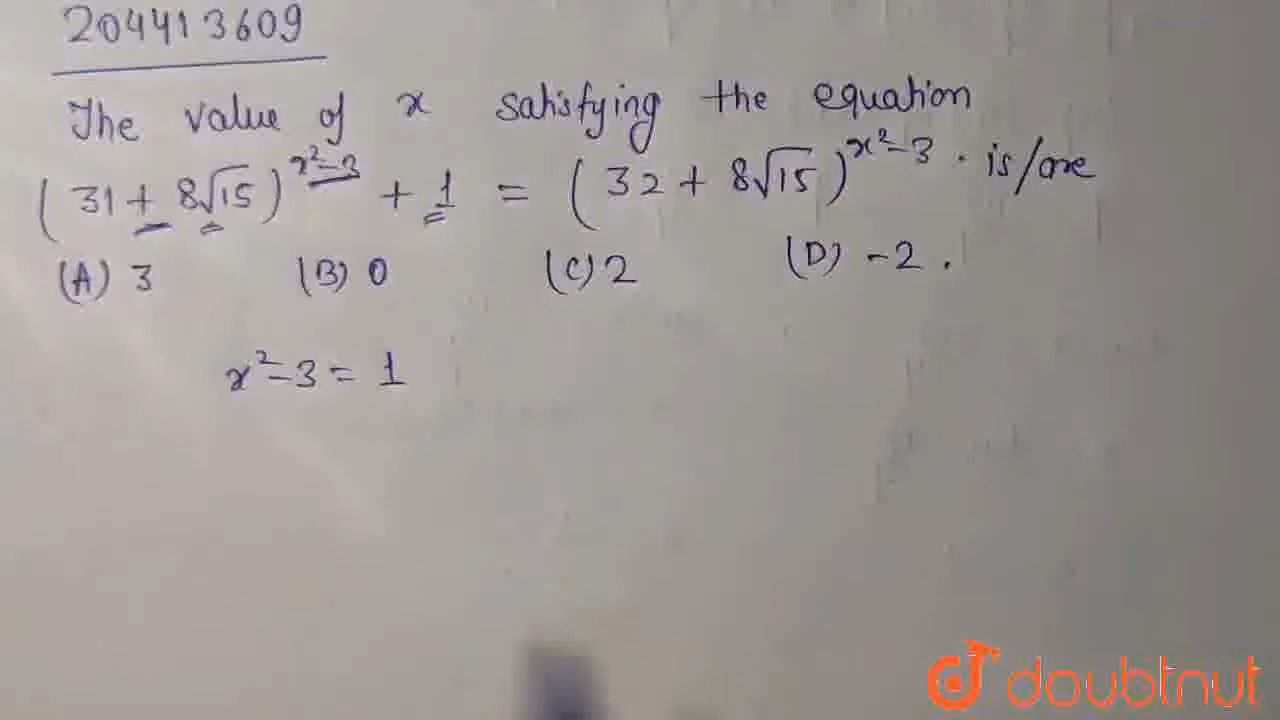 204413609
The value of x satisfying the equation
(31 + 8√15)^x²-3 + 1 = (32 + 8√15)^x²-3 . is/are
(A) 3 (B) 0 (C) 2 (D) -2 .
x²-3 = 1
doubtnut